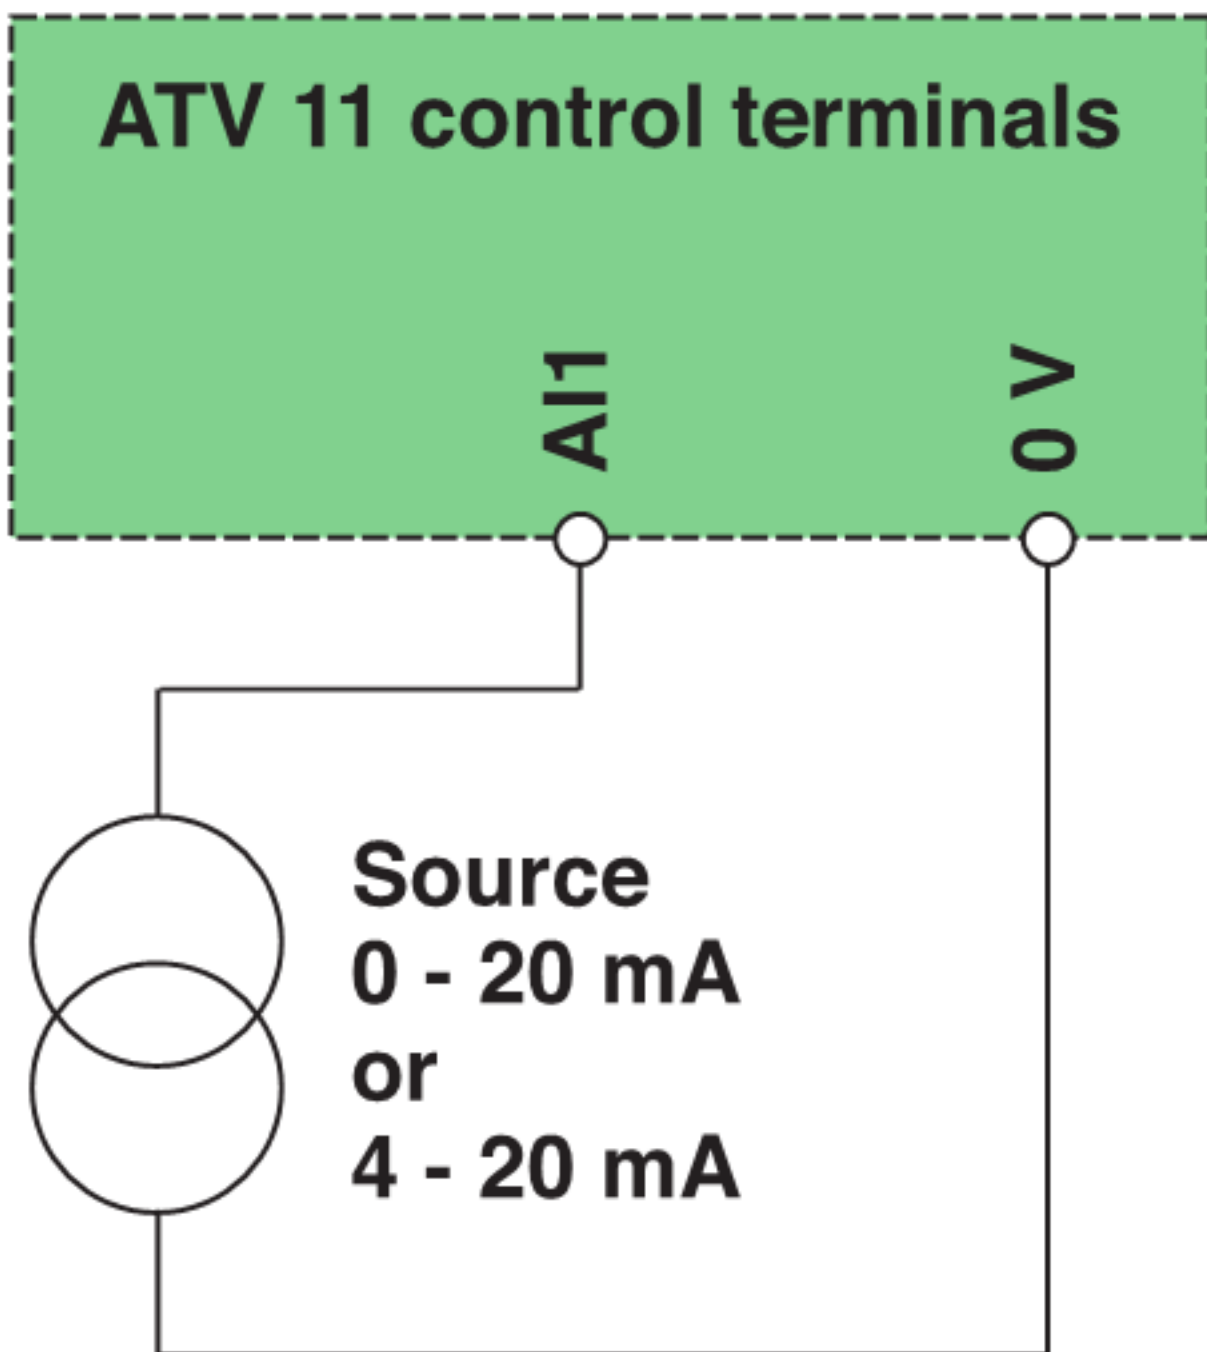 ATV 11 control terminals
AI1
0 V
Source
0 - 20 mA
or
4 - 20 mA